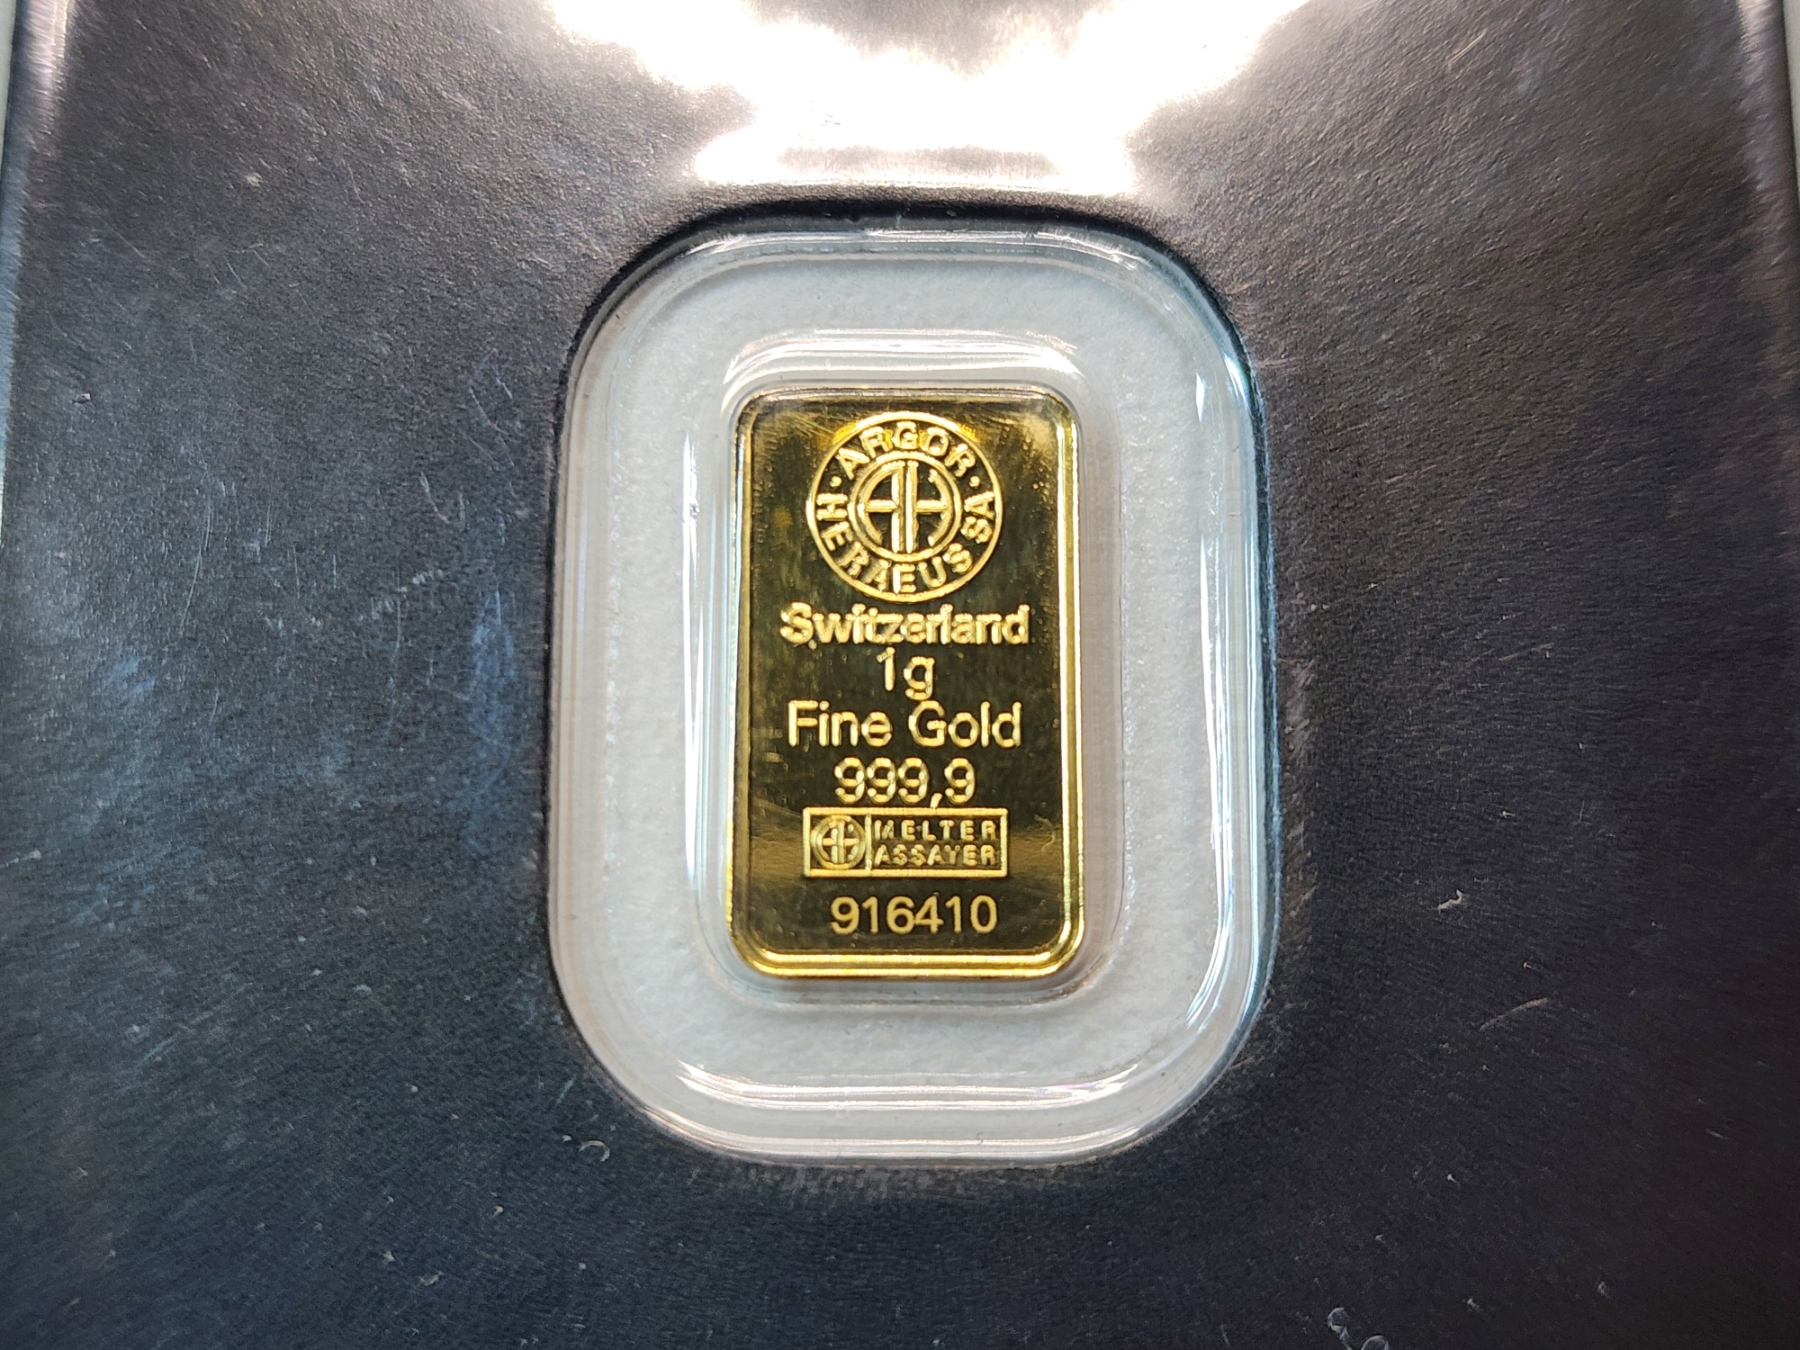 ARGOR
HERAEUS SA
Switzerland
1g
Fine Gold
999,9
MELTER
ASSAYER
916410